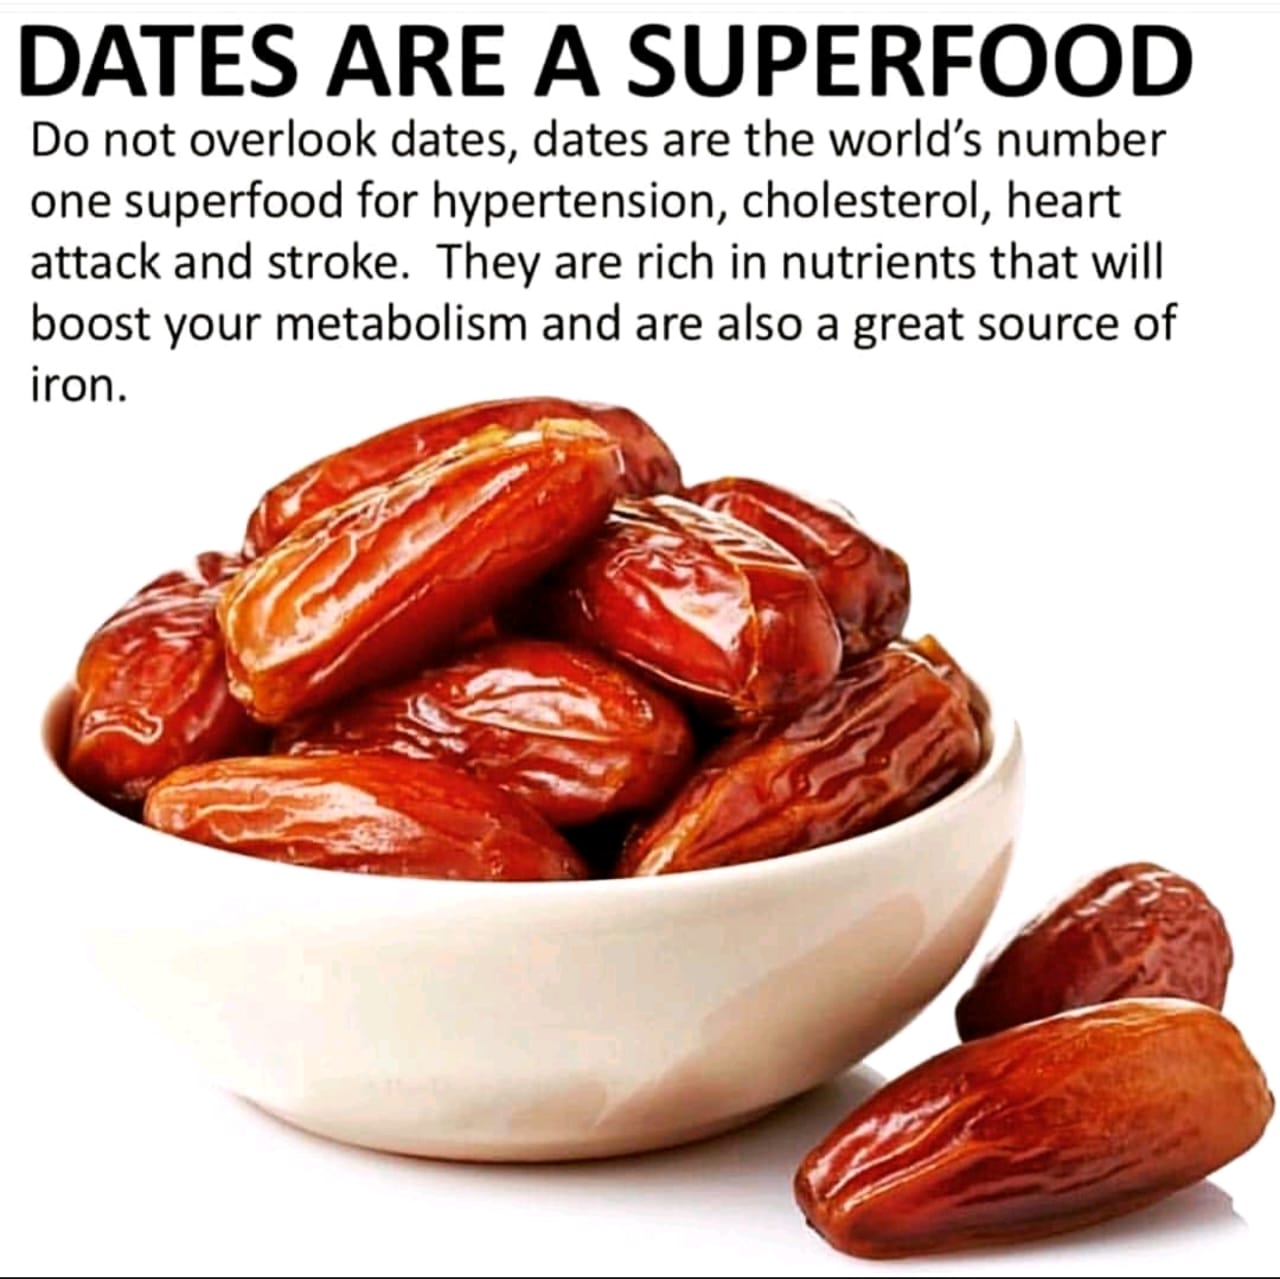 DATES ARE A SUPERFOOD
Do not overlook dates, dates are the world’s number
one superfood for hypertension, cholesterol, heart
attack and stroke.  They are rich in nutrients that will
boost your metabolism and are also a great source of
iron.